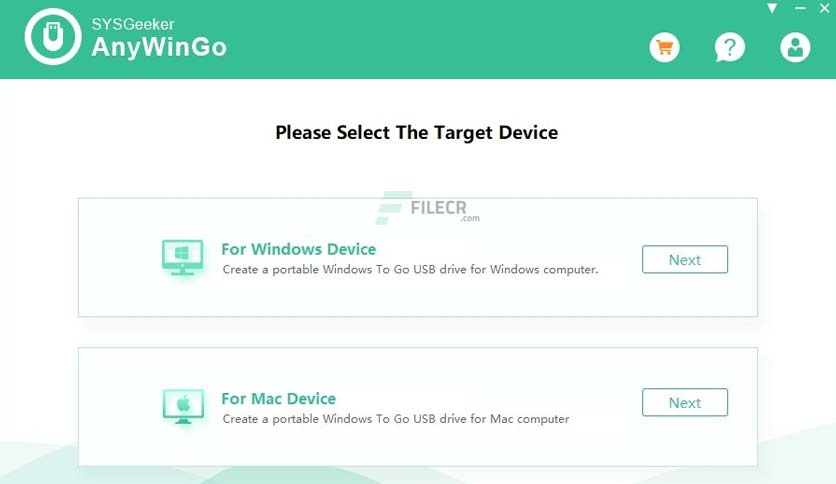 SYSGeeker
AnyWinGo
Please Select The Target Device
FILECR
.com
For Windows Device
Create a portable Windows To Go USB drive for Windows computer.
Next
For Mac Device
Create a portable Windows To Go USB drive for Mac computer
Next